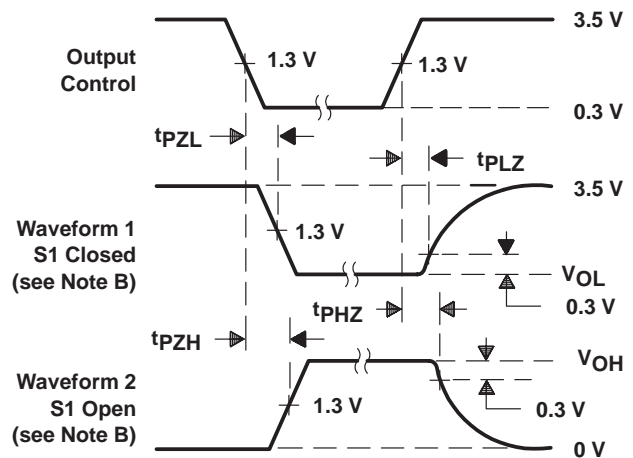 3.5 V
Output
Control
1.3 V
1.3 V
0.3 V
tPZL
tPLZ
3.5 V
Waveform 1
S1 Closed
(see Note B)
1.3 V
VOL
0.3 V
tPHZ
tPZH
VOH
Waveform 2
S1 Open
(see Note B)
1.3 V
0.3 V
0 V